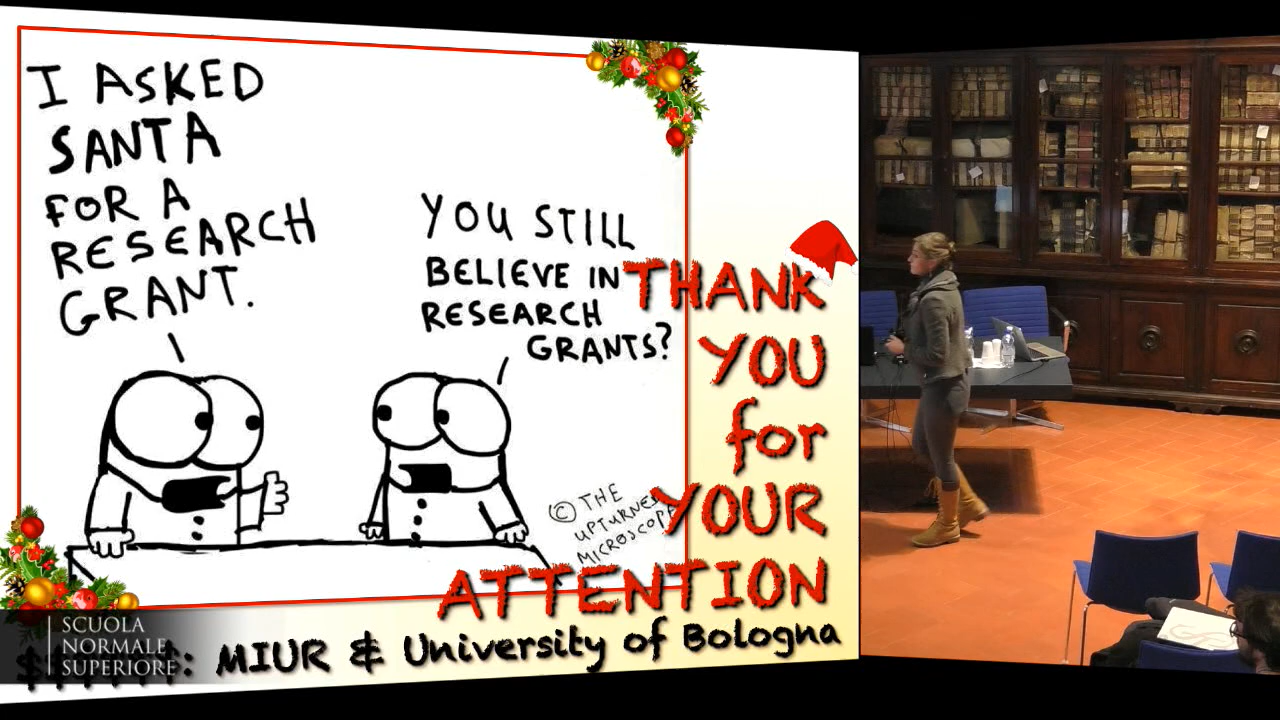 I ASKED
SANTA
FOR A
RESEARCH
GRANT.
YOU STILL
BELIEVE IN
RESEARCH
GRANTS?
© THE
UPTURNED
MICROSCOPE
THANK
YOU
for
YOUR
ATTENTION
: MIUR & University of Bologna
SCUOLA
NORMALE
SUPERIORE